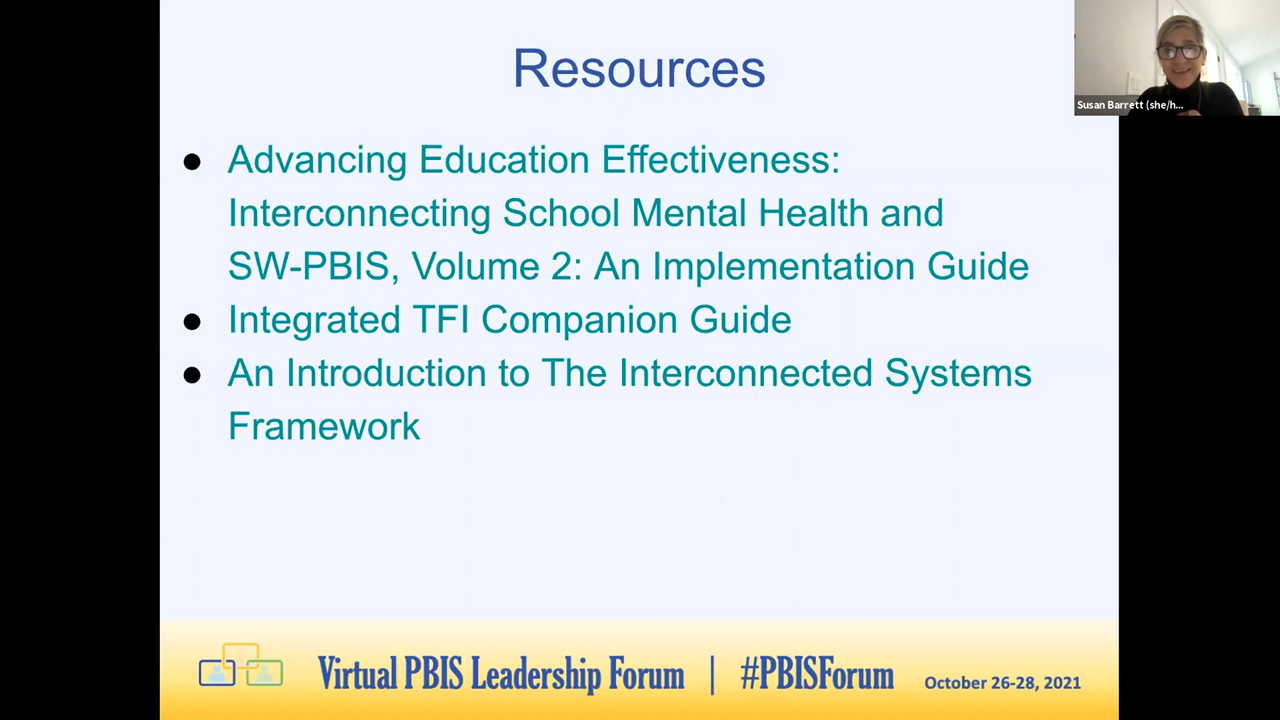 Resources
Susan Barrett (she/h...
● Advancing Education Effectiveness:
Interconnecting School Mental Health and
SW-PBIS, Volume 2: An Implementation Guide
● Integrated TFI Companion Guide
● An Introduction to The Interconnected Systems
Framework
Virtual PBIS Leadership Forum | #PBISForum October 26-28, 2021